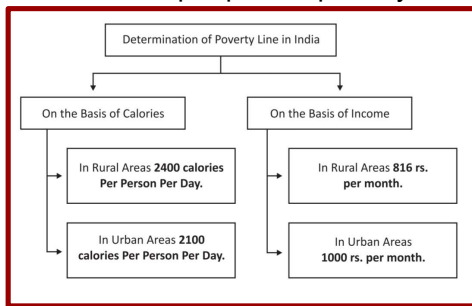 Determination of Poverty Line in India
On the Basis of Calories
On the Basis of Income
In Rural Areas 2400 calories
Per Person Per Day.
In Rural Areas 816 rs.
per month.
In Urban Areas 2100
calories Per Person Per Day.
In Urban Areas
1000 rs. per month.